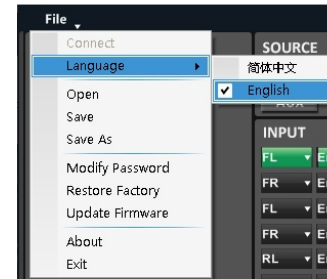 File
Connect
Language
Open
Save
Save As
Modify Password
Restore Factory
Update Firmware
About
Exit
简体中文
English
SOURCE
AUX
INPUT
FL
FR
FL
FR
RL